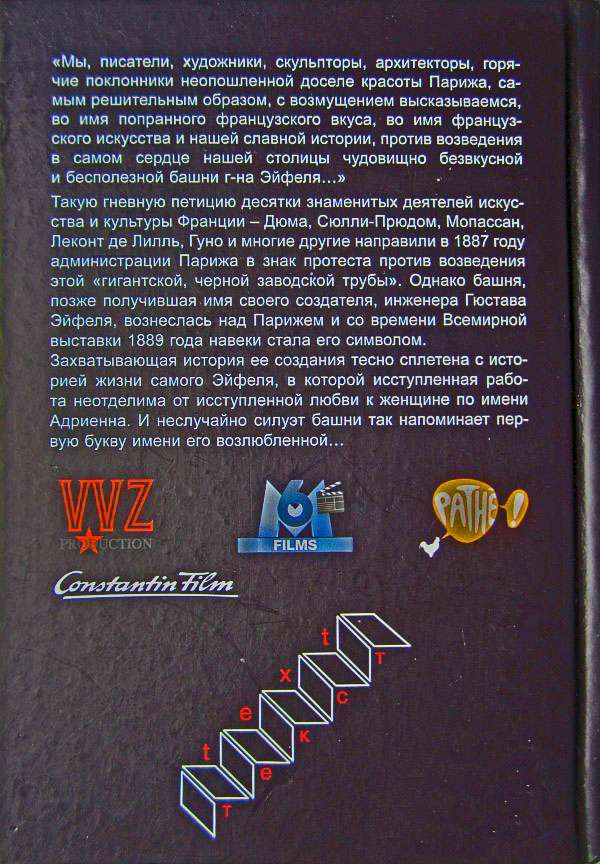 «Мы, писатели, художники, скульпторы, архитекторы, горя-
чие поклонники неопошленной доселе красоты Парижа, са-
мым решительным образом, с возмущением высказываемся,
во имя попранного французского вкуса, во имя француз-
ского искусства и нашей славной истории, против возведения
в самом сердце нашей столицы чудовищно безвкусной
и бесполезной башни г-на Эйфеля…»
Такую гневную петицию десятки знаменитых деятелей искус-
ства и культуры Франции – Дюма, Сюлли-Прюдом, Мопассан,
Леконт де Лилль, Гуно и многие другие направили в 1887 году
администрации Парижа в знак протеста против возведения
этой «гигантской, черной заводской трубы». Однако башня,
позже получившая имя своего создателя, инженера Гюстава
Эйфеля, вознеслась над Парижем и со времени Всемирной
выставки 1889 года навеки стала его символом.
Захватывающая история ее создания тесно сплетена с исто-
рией жизни самого Эйфеля, в которой исступленная рабо-
та неотделима от исступленной любви к женщине по имени
Адриенна. И неслучайно силуэт башни так напоминает пер-
вую букву имени его возлюбленной…
VVZ
PRODUCTION
M6
FILMS
PATHE!
Constantin Film
text
текст